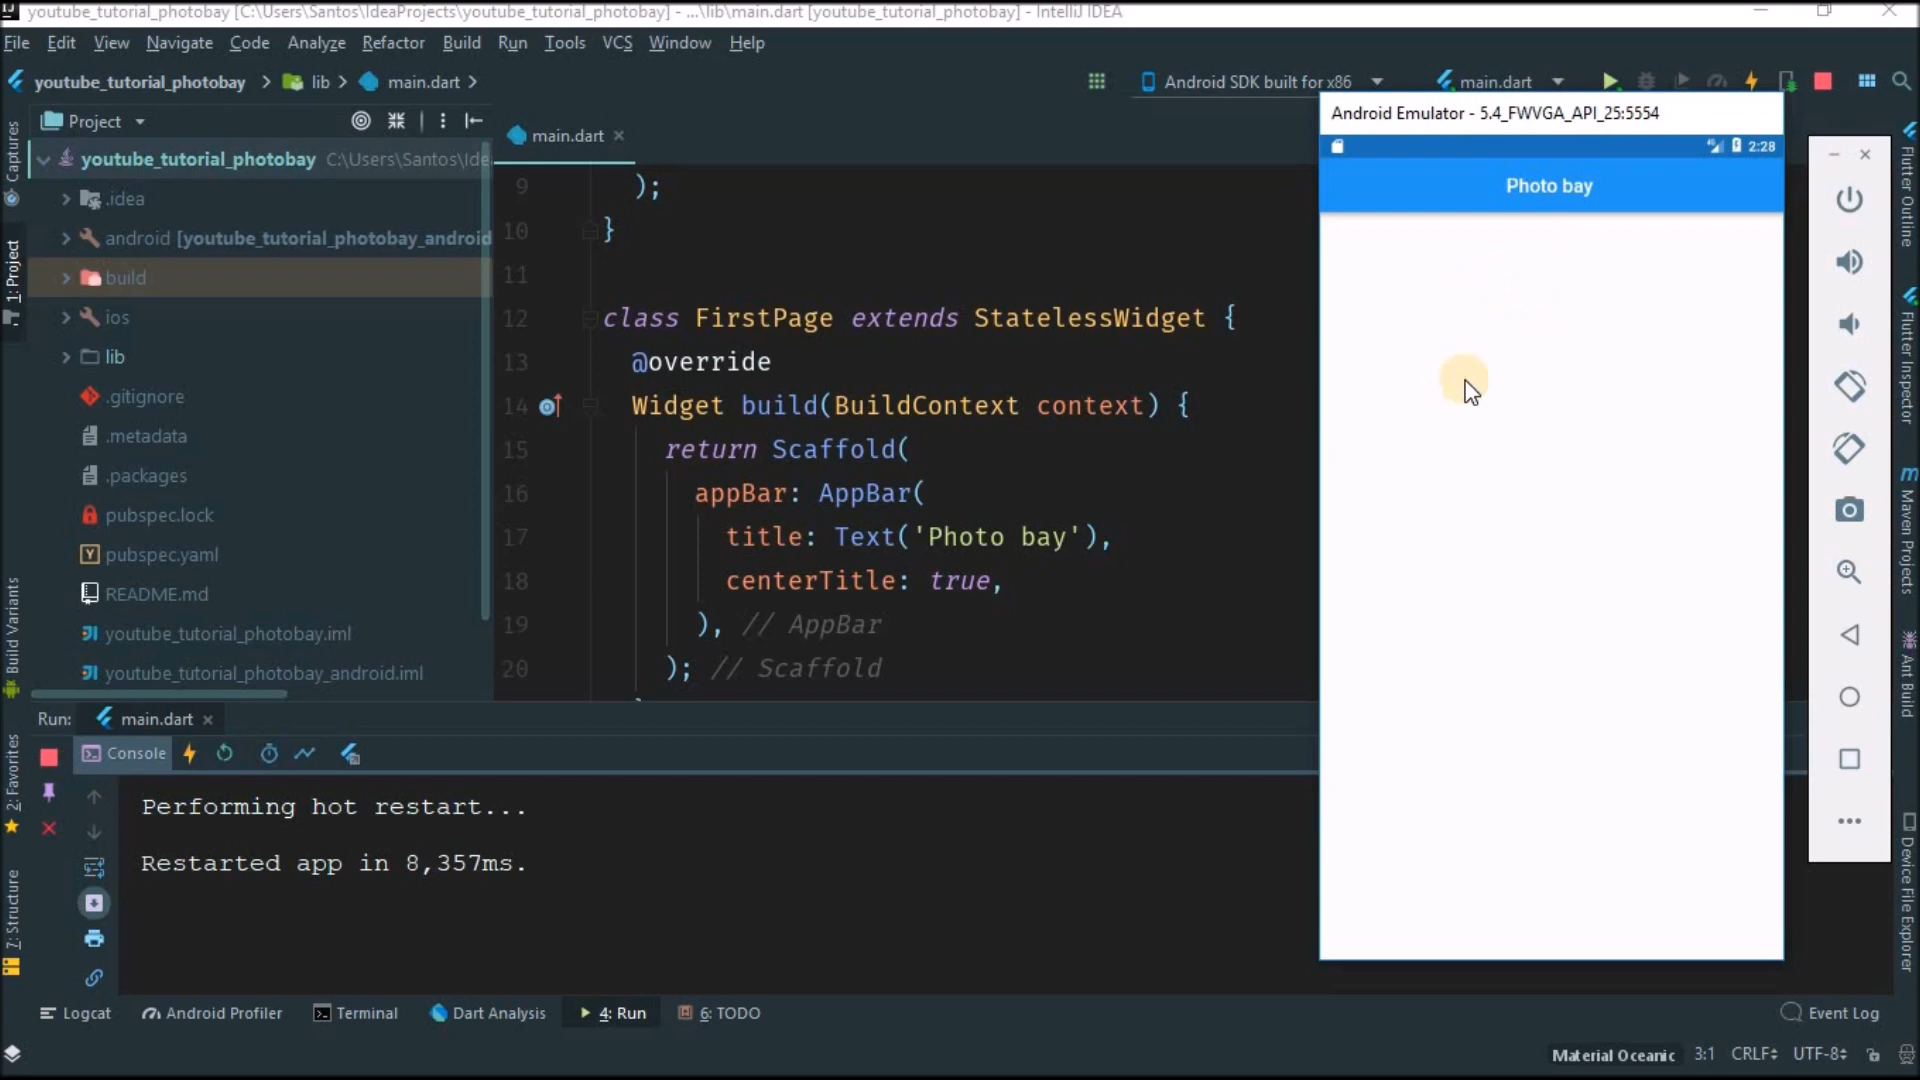 youtube_tutorial_photobay [C:\Users\Santos\IdeaProjects\youtube_tutorial_photobay] - ...\lib\main.dart [youtube_tutorial_photobay] - IntelliJ IDEA
File Edit View Navigate Code Analyze Refactor Build Run Tools VCS Window Help
youtube_tutorial_photobay lib main.dart
Android SDK built for x86 main.dart
Project
main.dart
youtube_tutorial_photobay C:\Users\Santos\Ide
.idea
android [youtube_tutorial_photobay_android
build
ios
lib
.gitignore
.metadata
.packages
pubspec.lock
pubspec.yaml
README.md
youtube_tutorial_photobay.iml
youtube_tutorial_photobay_android.iml
9 );
10 }
11
12 class FirstPage extends StatelessWidget {
13 @override
14 Widget build(BuildContext context) {
15 return Scaffold(
16 appBar: AppBar(
17 title: Text('Photo bay'),
18 centerTitle: true,
19 ), // AppBar
20 ); // Scaffold
Android Emulator - 5.4_FWVGA_API_25:5554
2:28
Photo bay
Captures
1: Project
Build Variants
2: Favorites
7: Structure
Flutter Outline
Flutter Inspector
Maven Projects
Ant Build
Device File Explorer
Run: main.dart
Console
Performing hot restart...
Restarted app in 8,357ms.
Logcat Android Profiler Terminal Dart Analysis 4: Run 6: TODO Event Log
Material Oceanic 3:1 CRLF UTF-8